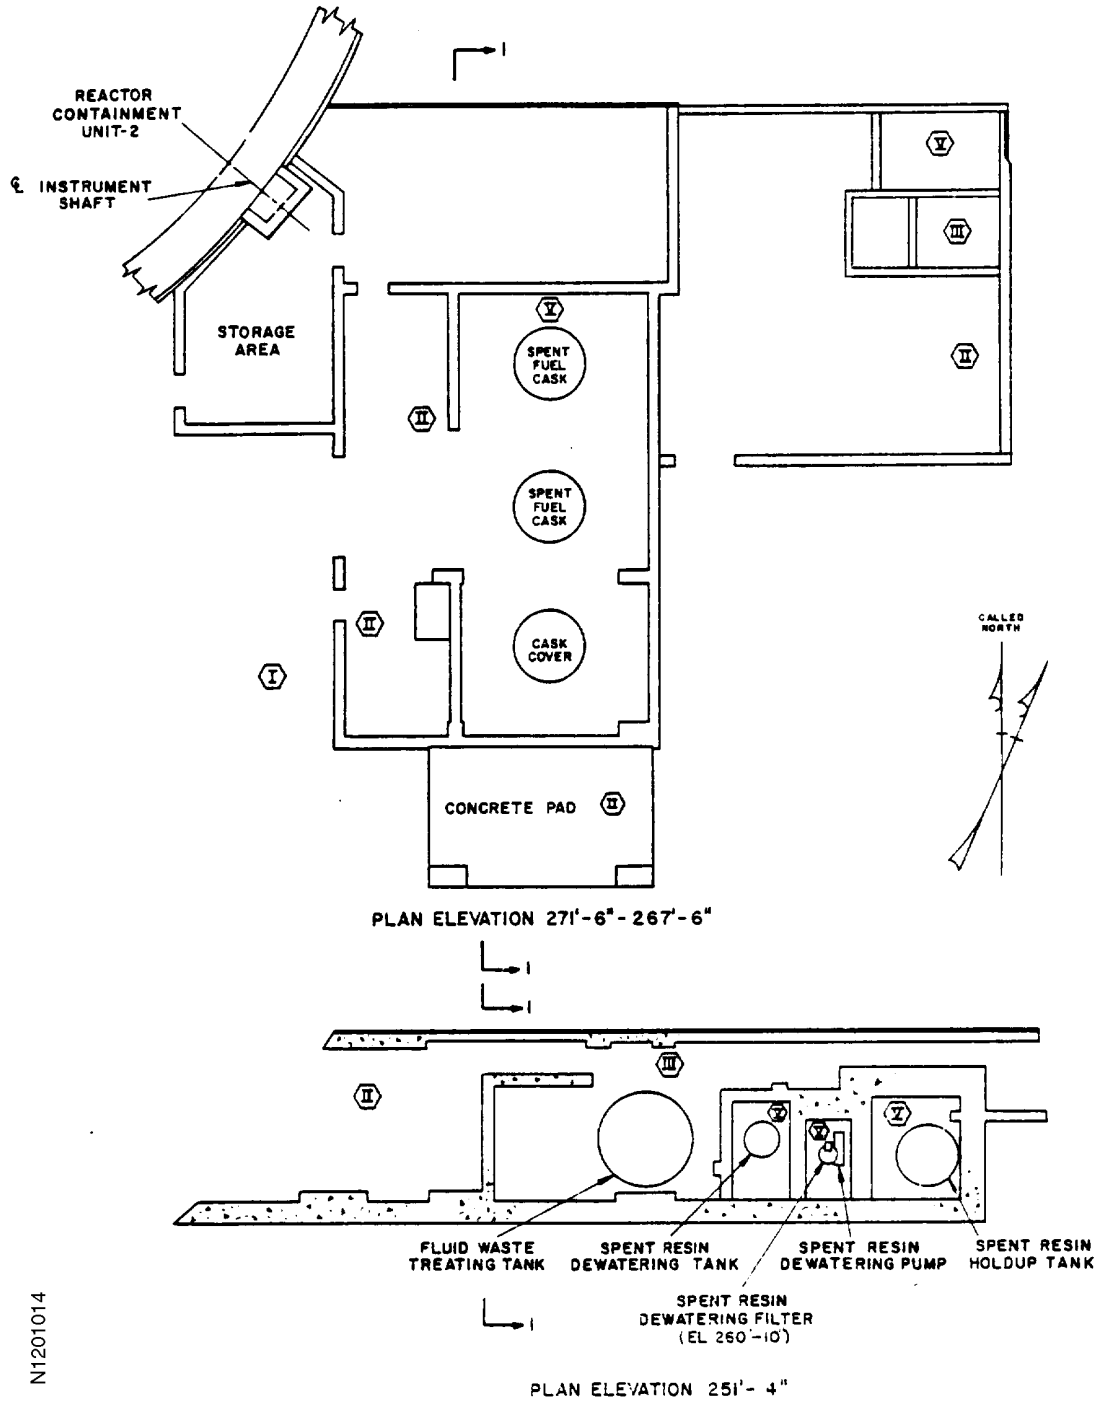 I
REACTOR
CONTAINMENT
UNIT-2
℄ INSTRUMENT
SHAFT
V
III
V
STORAGE
AREA
SPENT
FUEL
CASK
II
II
SPENT
FUEL
CASK
CALLED
NORTH
II
CASK
COVER
I
CONCRETE PAD II
PLAN ELEVATION 271'-6"-267'-6"
I
I
III
II
V
V
V
FLUID WASTE
TREATING TANK
SPENT RESIN
DEWATERING TANK
SPENT RESIN
DEWATERING PUMP
SPENT RESIN
HOLDUP TANK
SPENT RESIN
DEWATERING FILTER
(EL 260'-10")
I
PLAN ELEVATION 251'-4"
N1201014